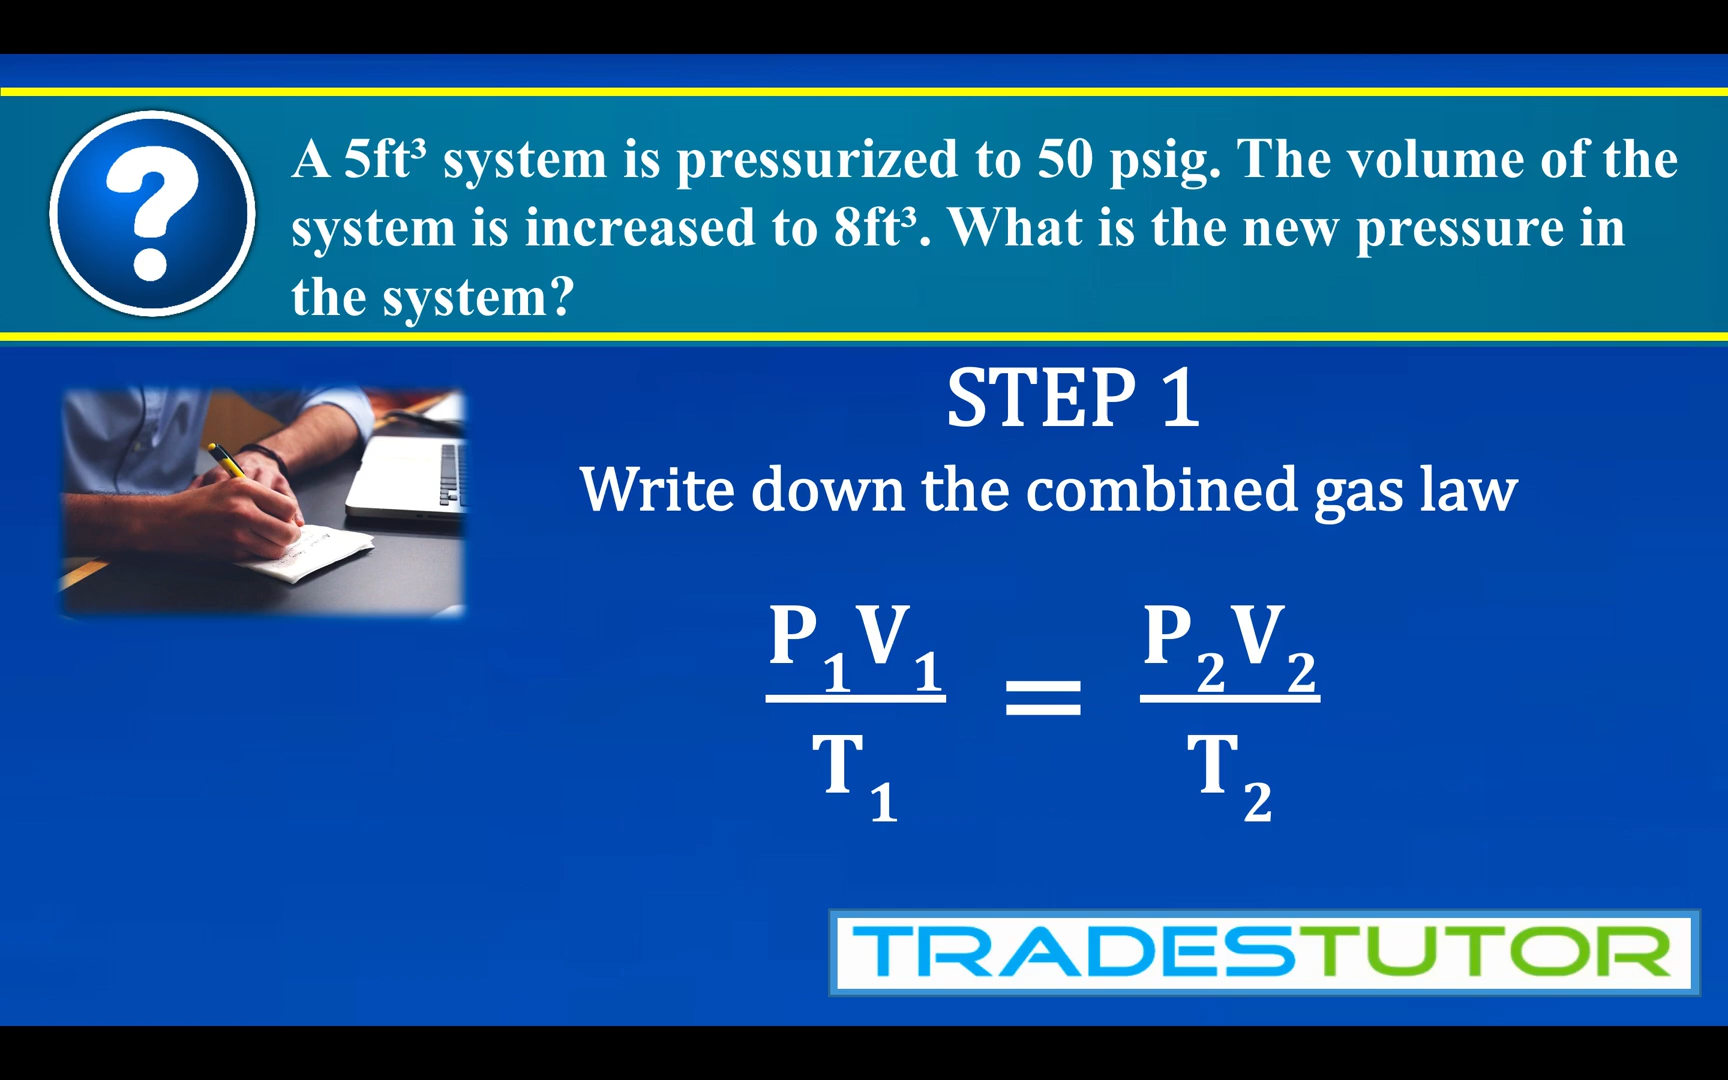 A 5ft³ system is pressurized to 50 psig. The volume of the
system is increased to 8ft³. What is the new pressure in
the system?
STEP 1
Write down the combined gas law
P₁V₁ / T₁ = P₂V₂ / T₂
TRADESTUTOR